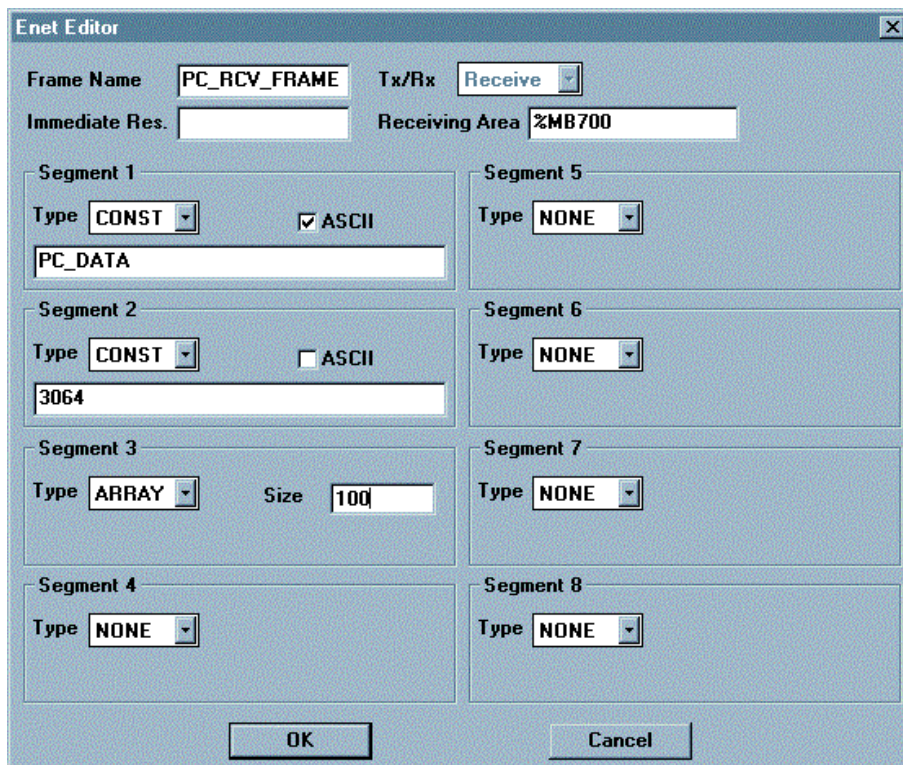 Enet Editor
Frame Name PC_RCV_FRAME Tx/Rx Receive
Immediate Res. Receiving Area %MB700
Segment 1
Type CONST ASCII
PC_DATA
Segment 2
Type CONST ASCII
3064
Segment 3
Type ARRAY Size 100
Segment 4
Type NONE
Segment 5
Type NONE
Segment 6
Type NONE
Segment 7
Type NONE
Segment 8
Type NONE
OK Cancel